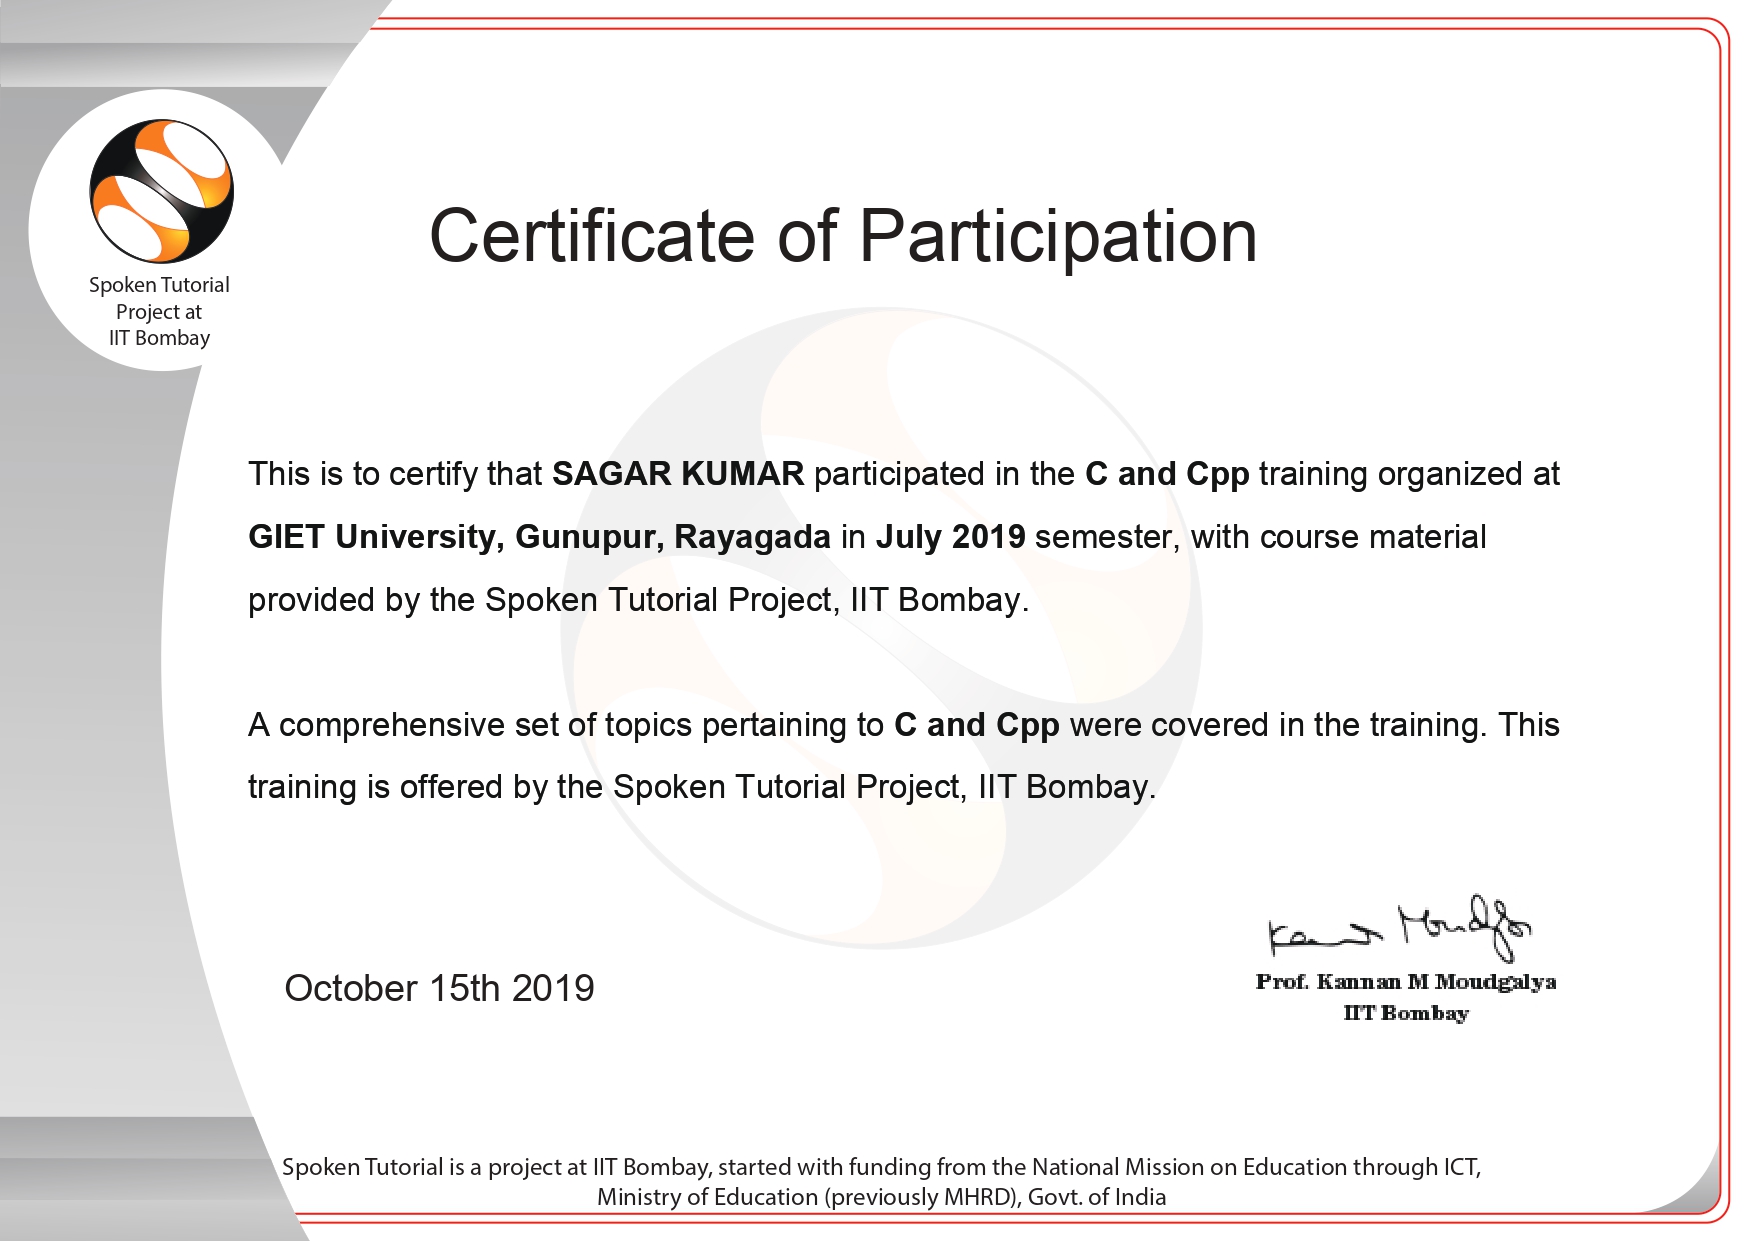 Spoken Tutorial
Project at
IIT Bombay
Certificate of Participation
This is to certify that SAGAR KUMAR participated in the C and Cpp training organized at
GIET University, Gunupur, Rayagada in July 2019 semester, with course material
provided by the Spoken Tutorial Project, IIT Bombay.
A comprehensive set of topics pertaining to C and Cpp were covered in the training. This
training is offered by the Spoken Tutorial Project, IIT Bombay.
October 15th 2019
Kannan Moudgalya
Prof. Kannan M Moudgalya
IIT Bombay
Spoken Tutorial is a project at IIT Bombay, started with funding from the National Mission on Education through ICT,
Ministry of Education (previously MHRD), Govt. of India